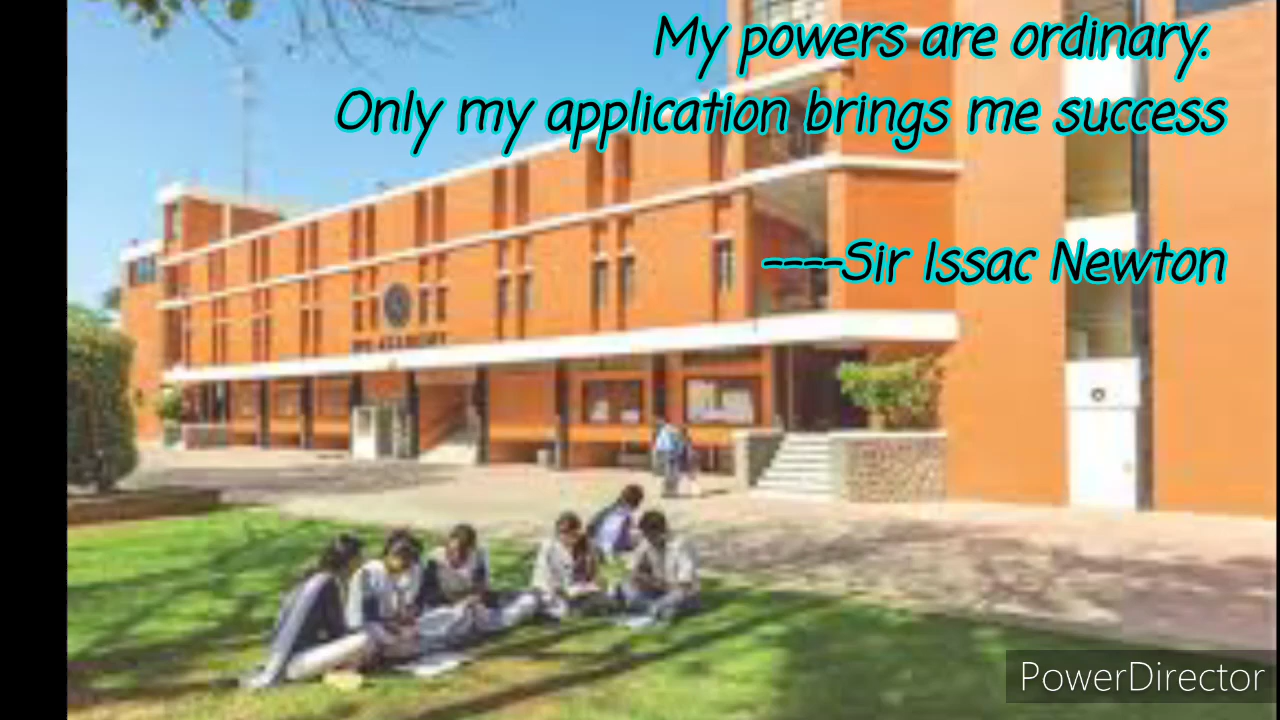 My powers are ordinary.
Only my application brings me success
----Sir Issac Newton
PowerDirector